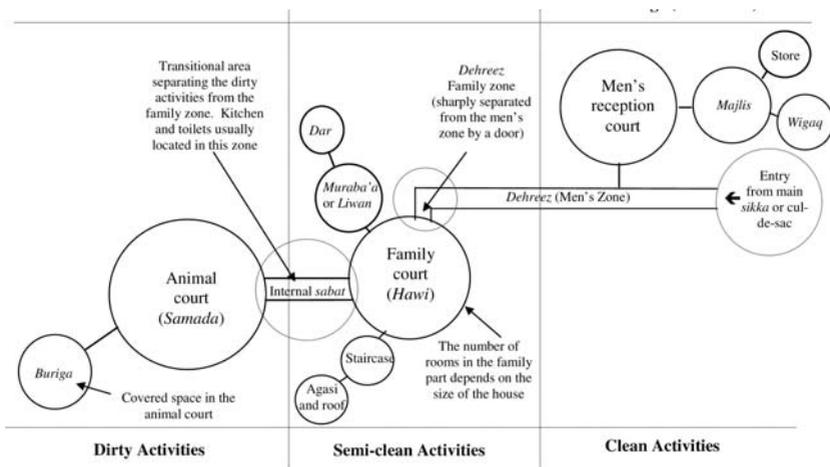 Transitional area
separating the dirty
activities from the
family zone. Kitchen
and toilets usually
located in this zone
Dehreez
Family zone
(sharply separated
from the men's
zone by a door)
Men's
reception
court
Store
Majlis
Wigaq
Dar
Muraba'a
or Liwan
Dehreez (Men's Zone)
Entry
from main
sikka or cul-
de-sac
Animal
court
(Samada)
Internal sabat
Family
court
(Hawi)
Buriga
Covered space in the
animal court
Staircase
Agasi
and roof
The number of
rooms in the family
part depends on the
size of the house
Dirty Activities
Semi-clean Activities
Clean Activities